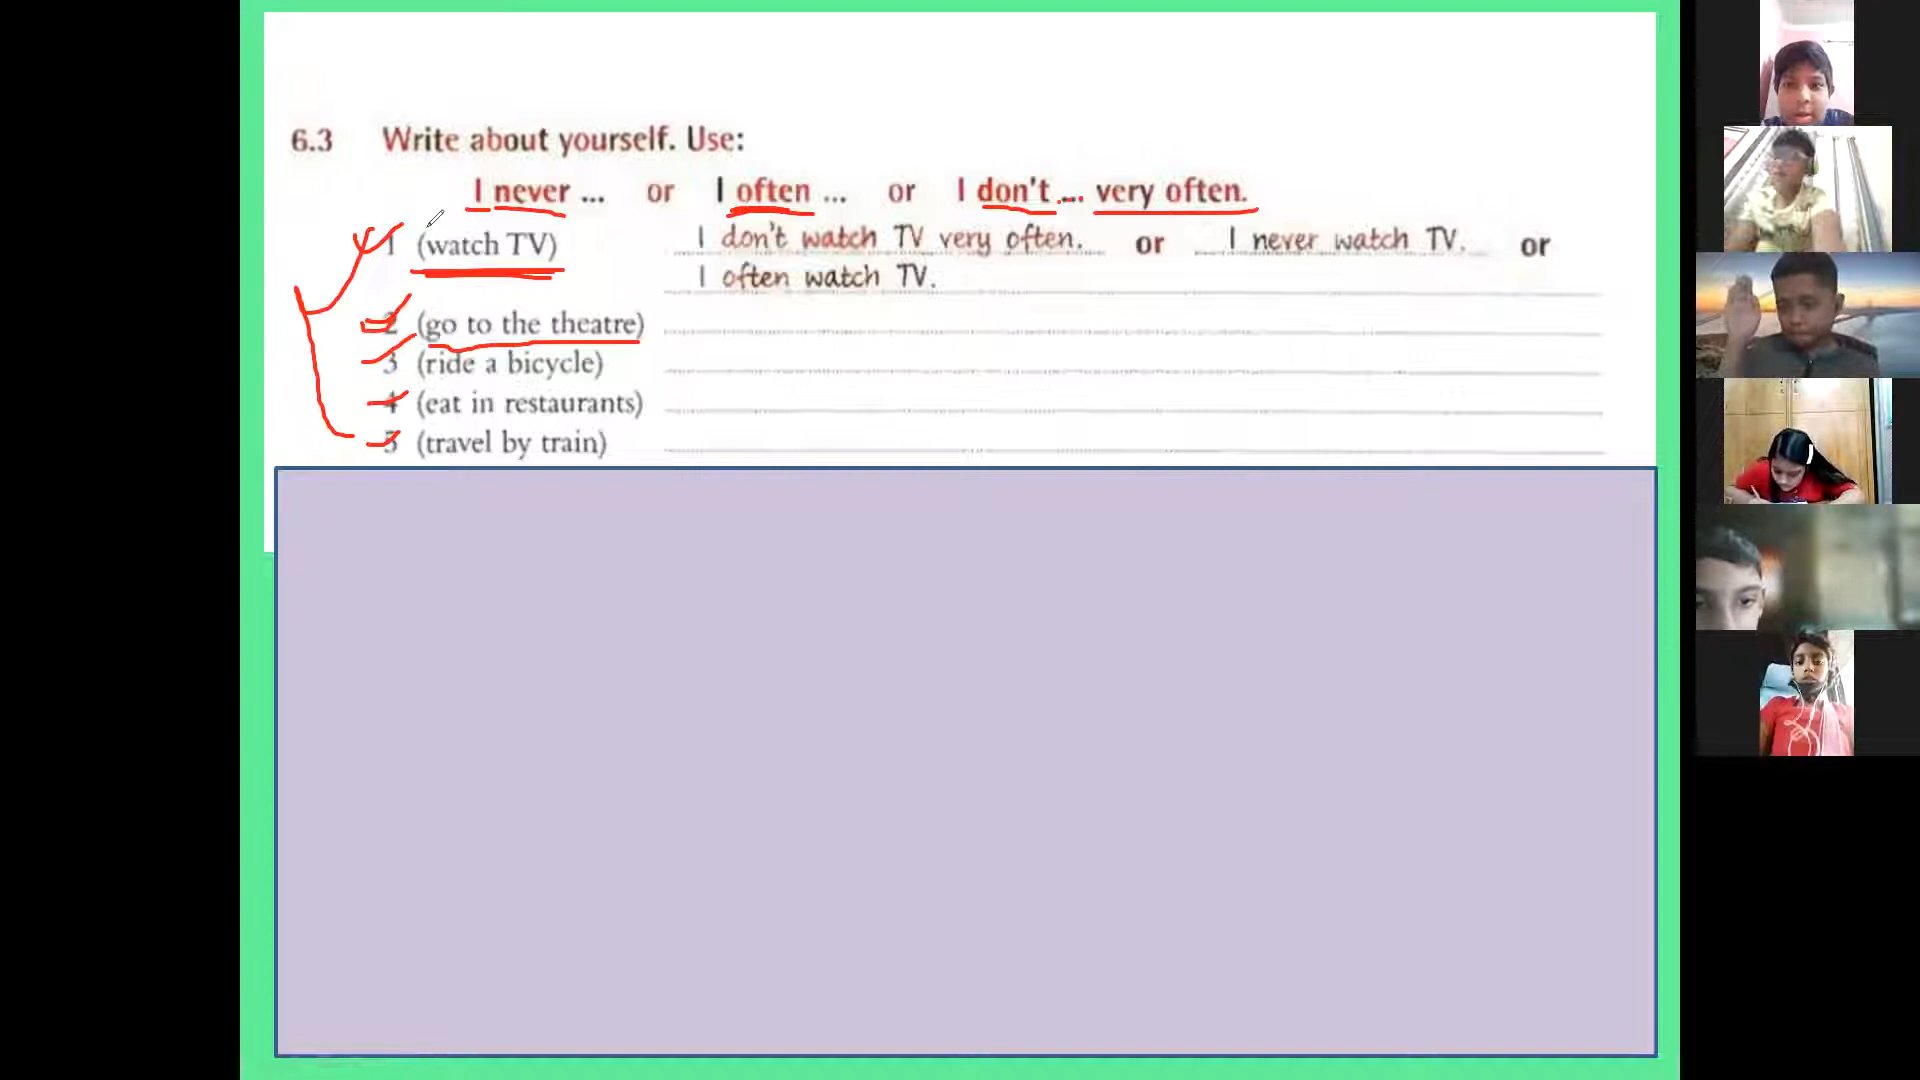 6.3 Write about yourself. Use:
I never ... or I often ... or I don't ... very often.
1 (watch TV) I don't watch TV very often. or I never watch TV. or
I often watch TV.
2 (go to the theatre)
3 (ride a bicycle)
4 (eat in restaurants)
5 (travel by train)